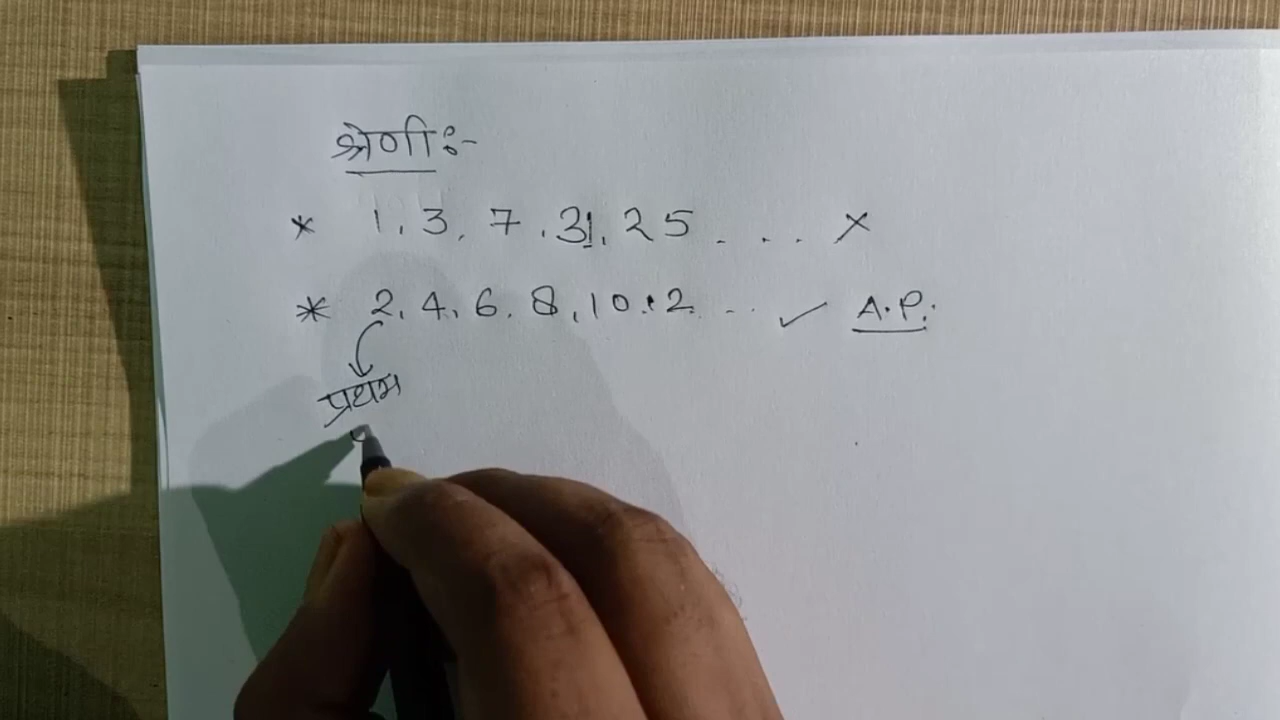 श्रेणी :-
* 1, 3, 7, 31, 25 . . . ×
* 2, 4, 6, 8, 10, 12 . . . ✓ A.P.
प्रथम